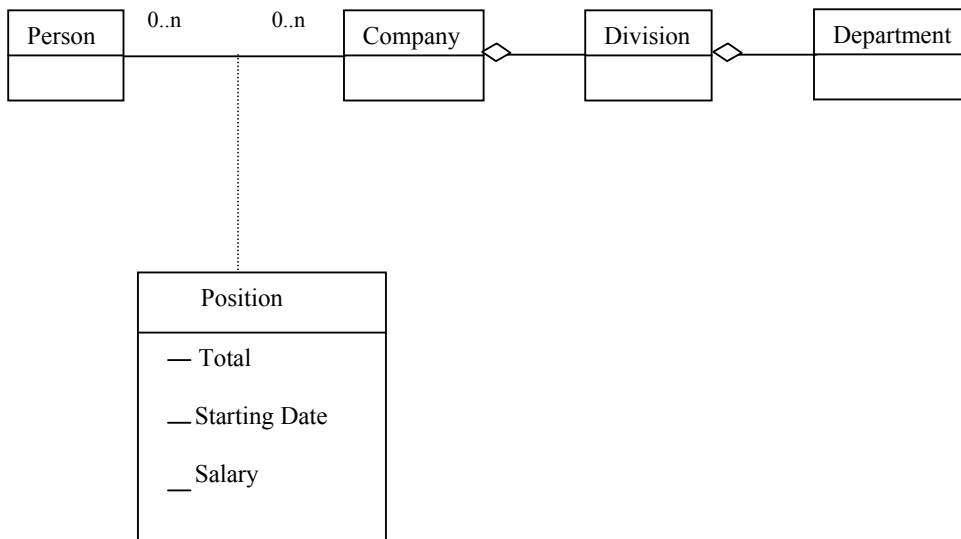 0..n 0..n
Person Company Division Department
Position
Total
Starting Date
Salary